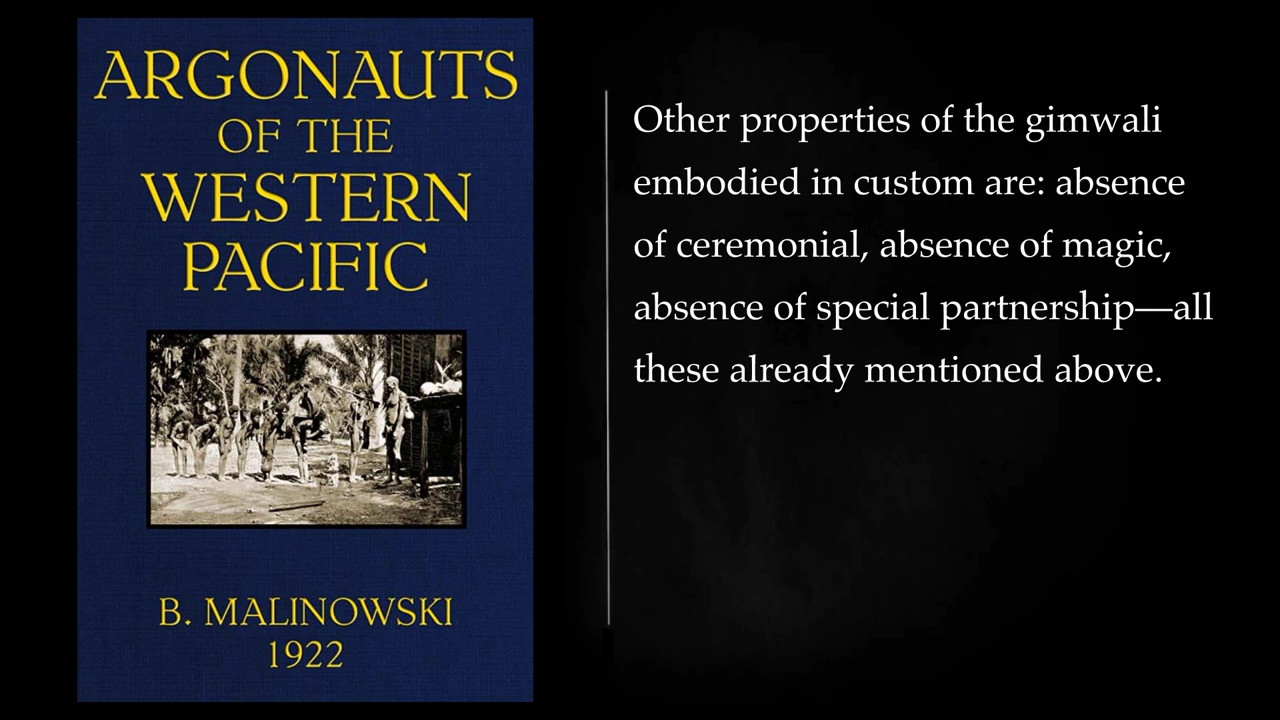 ARGONAUTS
OF THE
WESTERN
PACIFIC
B. MALINOWSKI
1922
Other properties of the gimwali
embodied in custom are: absence
of ceremonial, absence of magic,
absence of special partnership—all
these already mentioned above.